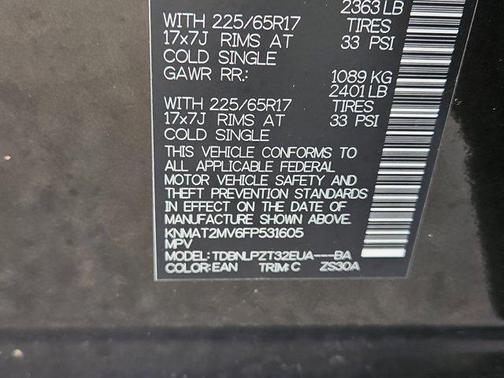 2363 LB
WITH 225/65R17 TIRES
17x7J RIMS AT 33 PSI
COLD SINGLE
GAWR RR: 1089 KG
2401 LB
WITH 225/65R17 TIRES
17x7J RIMS AT 33 PSI
COLD SINGLE
THIS VEHICLE CONFORMS TO
ALL APPLICABLE FEDERAL
MOTOR VEHICLE SAFETY AND
THEFT PREVENTION STANDARDS
IN EFFECT ON THE DATE OF
MANUFACTURE SHOWN ABOVE.
KNMAT2MV6FP531605
MPV
MODEL: TDBNLPZT32EUA---BA
COLOR: EAN TRIM: C ZS30A